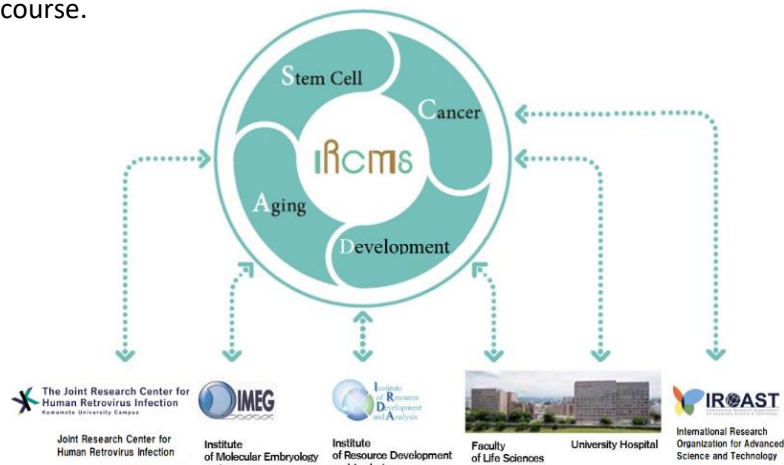 course.
Stem Cell
Cancer
IRCMS
Aging
Development
The Joint Research Center for
Human Retrovirus Infection
Kumamoto University Campus
IMEG
Institute
of Resource
Development
and Analysis
IROAST
Joint Research Center for
Human Retrovirus Infection
Institute
of Molecular Embryology
Institute
of Resource Development
Faculty
of Life Sciences
University Hospital
International Research
Organization for Advanced
Science and Technology